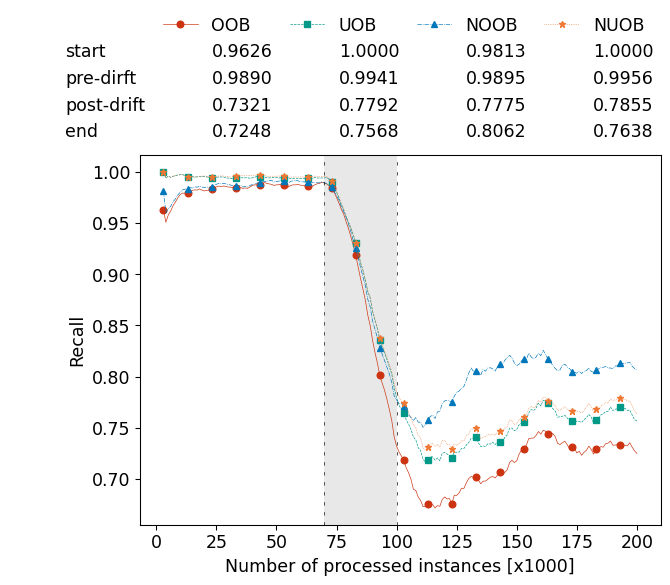 OOB UOB NOOB NUOB
start 0.9626 1.0000 0.9813 1.0000
pre-dirft 0.9890 0.9941 0.9895 0.9956
post-drift 0.7321 0.7792 0.7775 0.7855
end 0.7248 0.7568 0.8062 0.7638
1.00
0.95
0.90
0.85
0.80
0.75
0.70
Recall
0 25 50 75 100 125 150 175 200
Number of processed instances [x1000]